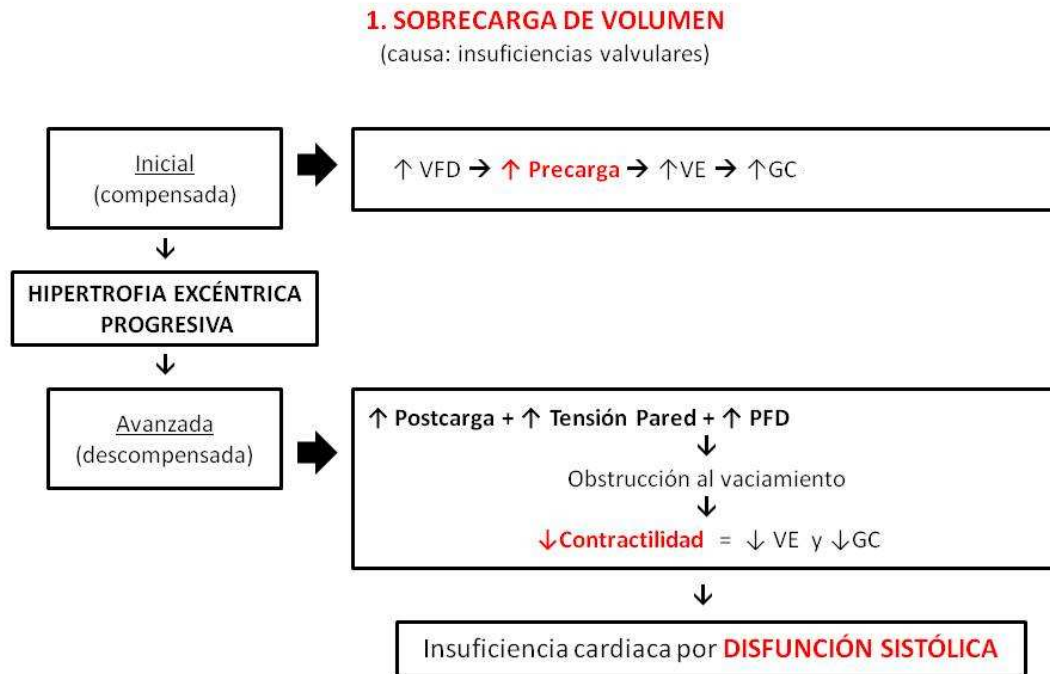 1. SOBRECARGA DE VOLUMEN
(causa: insuficiencias valvulares)
Inicial
(compensada)
↑ VFD → ↑ Precarga → ↑VE → ↑GC
↓
HIPERTROFIA EXCÉNTRICA
PROGRESIVA
↓
Avanzada
(descompensada)
↑ Postcarga + ↑ Tensión Pared + ↑ PFD
↓
Obstrucción al vaciamiento
↓
↓Contractilidad = ↓ VE y ↓GC
↓
Insuficiencia cardiaca por DISFUNCIÓN SISTÓLICA